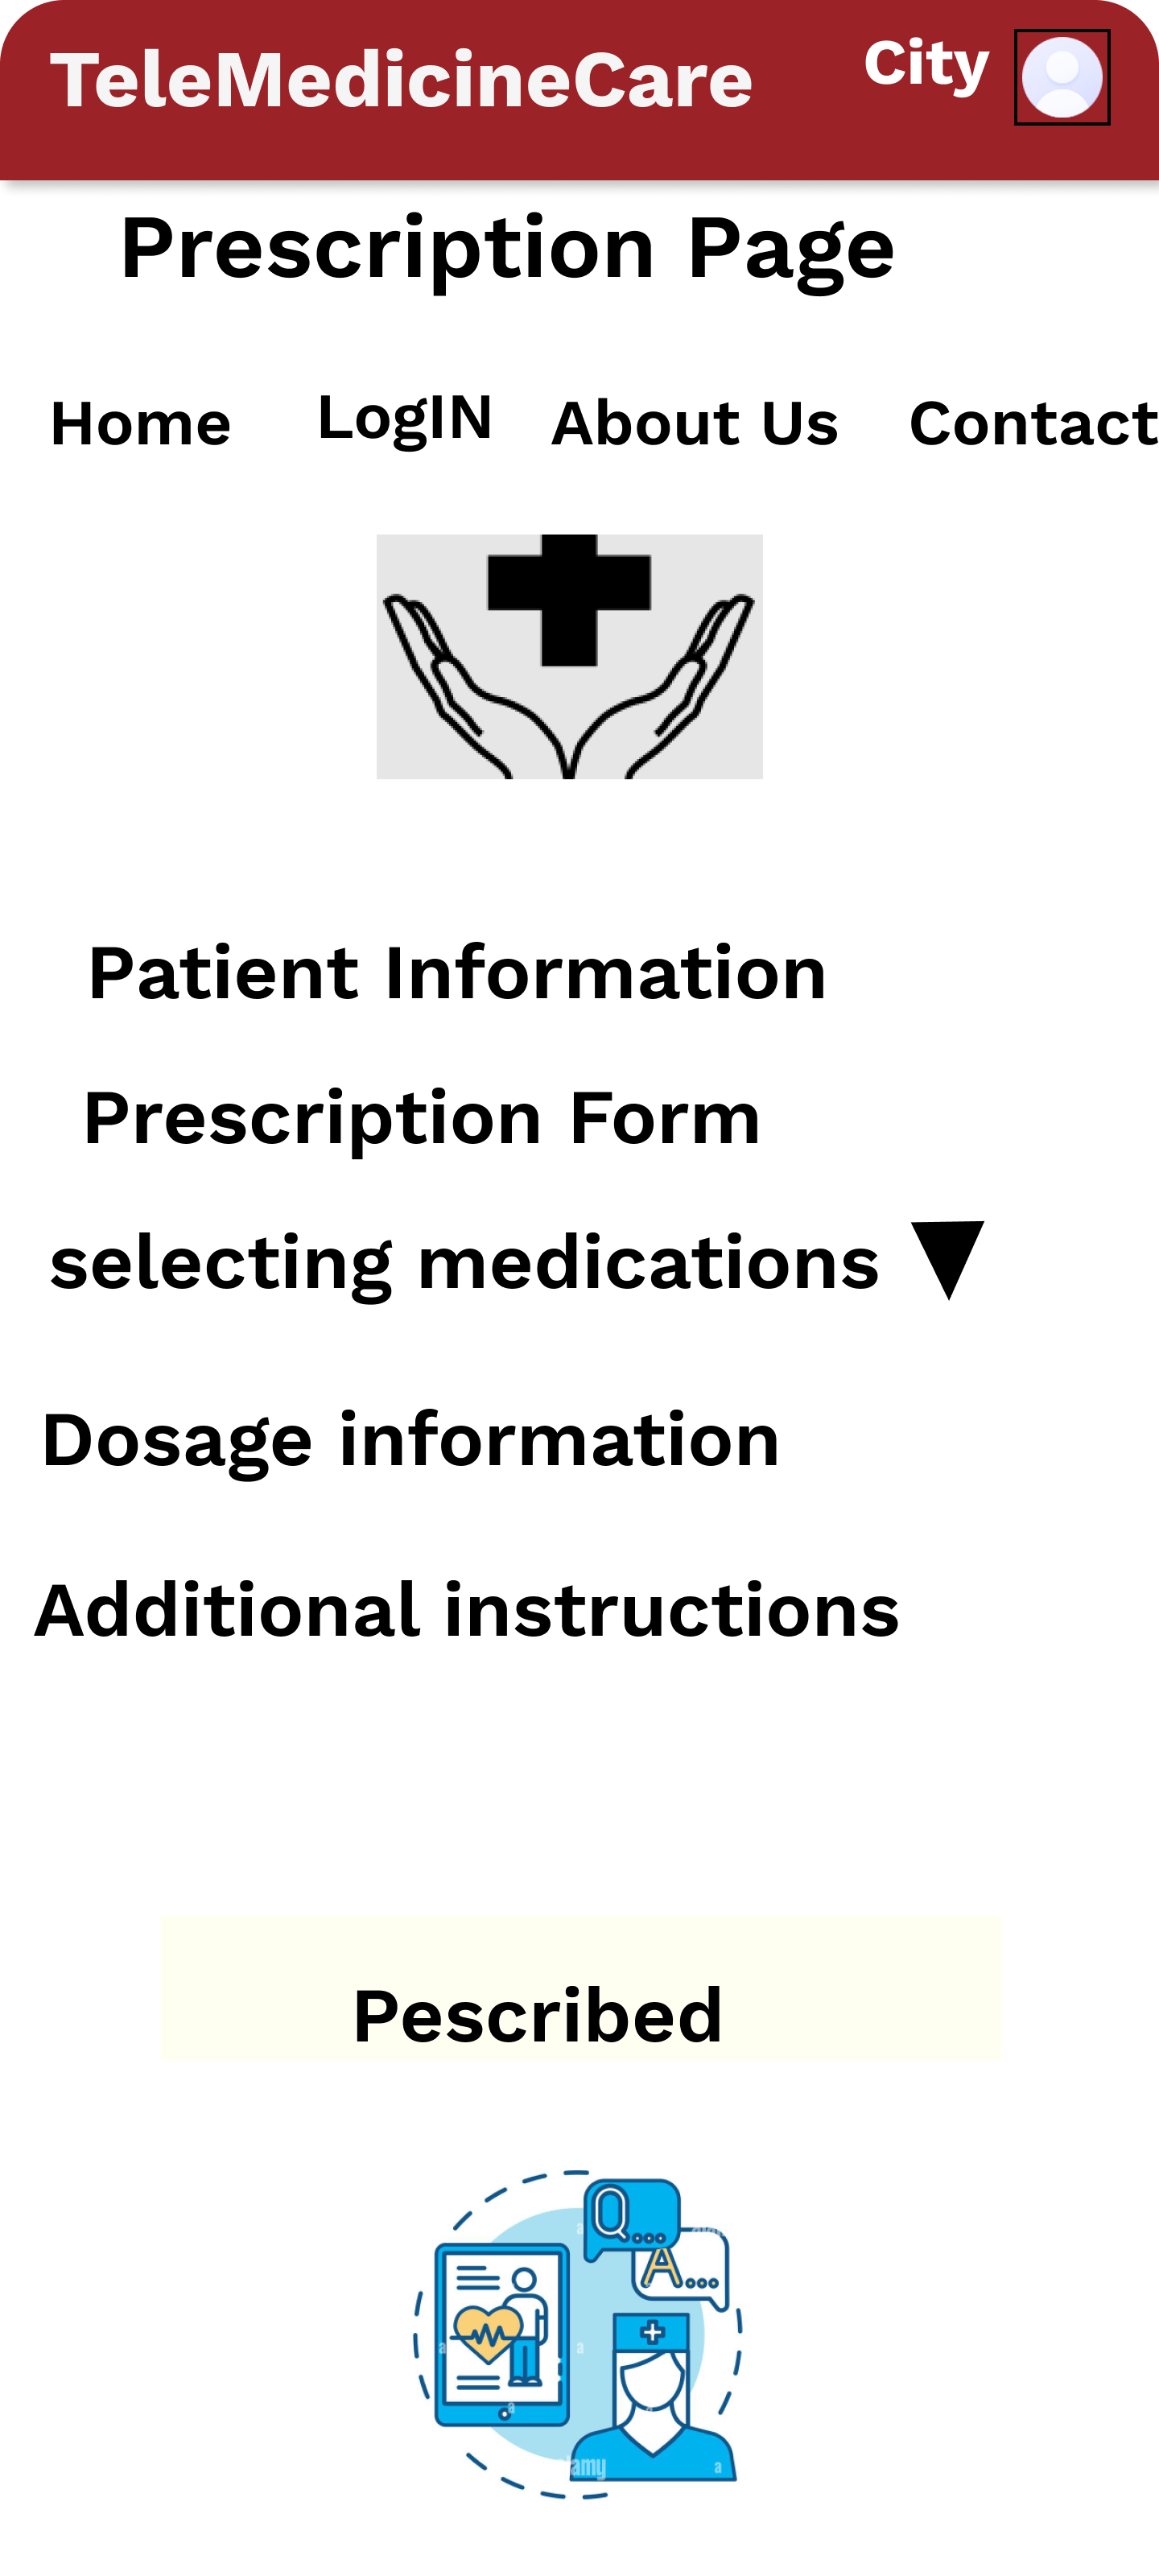 TeleMedicineCare City
Prescription Page
Home LogIN About Us Contact
Patient Information
Prescription Form
selecting medications
Dosage information
Additional instructions
Pescribed
Q...
A...
a
a
a
a
amy
a